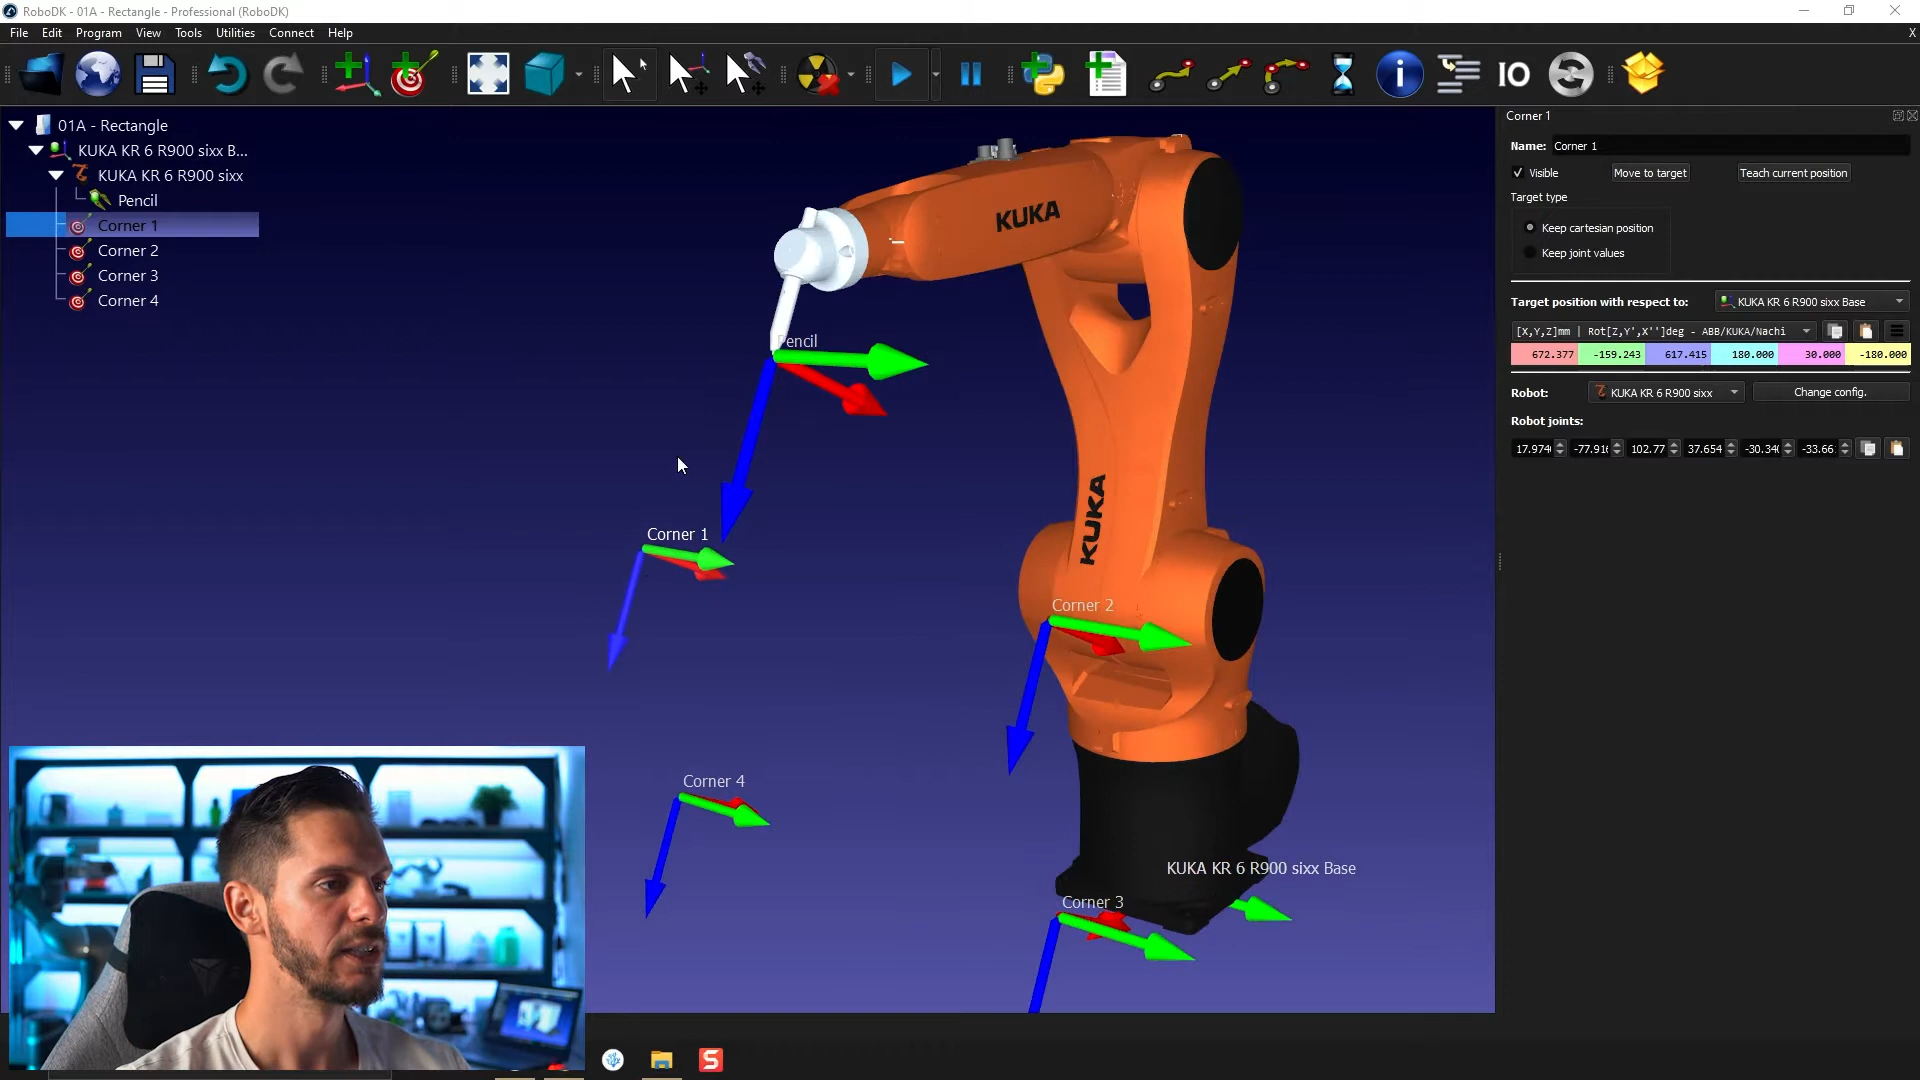 RoboDK - 01A - Rectangle - Professional (RoboDK)
File Edit Program View Tools Utilities Connect Help
X
IO
01A - Rectangle
KUKA KR 6 R900 sixx B...
KUKA KR 6 R900 sixx
Pencil
Corner 1
Corner 2
Corner 3
Corner 4
KUKA
Pencil
Corner 1
KUKA
Corner 2
Corner 4
KUKA KR 6 R900 sixx Base
Corner 3
Corner 1
Name: Corner 1
Visible Move to target Teach current position
Target type
Keep cartesian position
Keep joint values
Target position with respect to: KUKA KR 6 R900 sixx Base
[X,Y,Z]mm | Rot[Z,Y',X'']deg - ABB/KUKA/Nachi
672.377 -159.243 617.415 180.000 30.000 -180.000
Robot: KUKA KR 6 R900 sixx Change config.
Robot joints:
17.974 -77.91 102.77 37.654 -30.34 -33.66
S